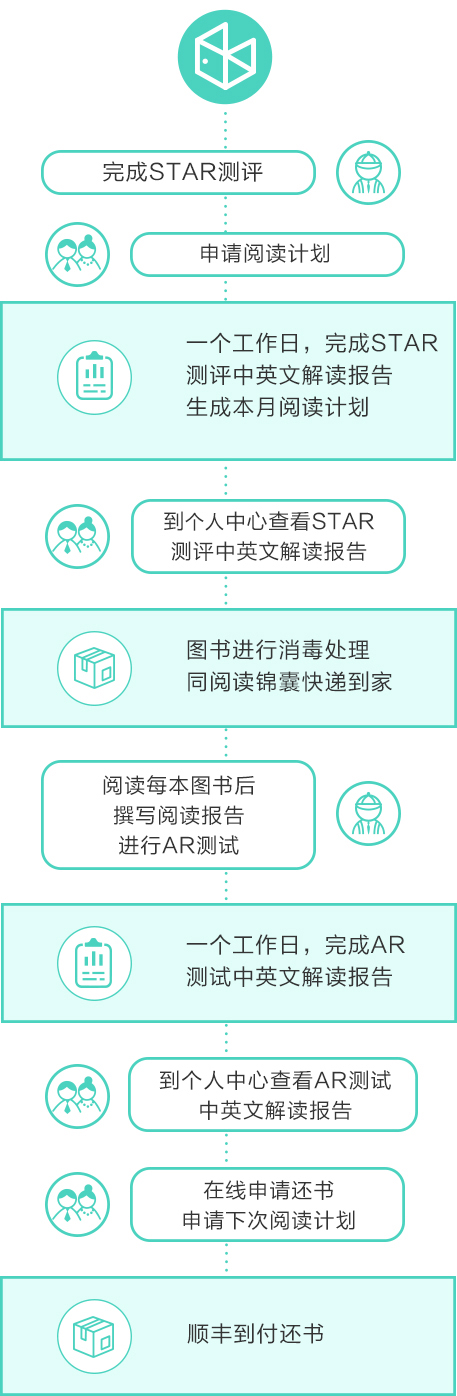 完成STAR测评
申请阅读计划
一个工作日，完成STAR
测评中英文解读报告
生成本月阅读计划
到个人中心查看STAR
测评中英文解读报告
图书进行消毒处理
同阅读锦囊快递到家
阅读每本图书后
撰写阅读报告
进行AR测试
一个工作日，完成AR
测试中英文解读报告
到个人中心查看AR测试
中英文解读报告
在线申请还书
申请下次阅读计划
顺丰到付还书